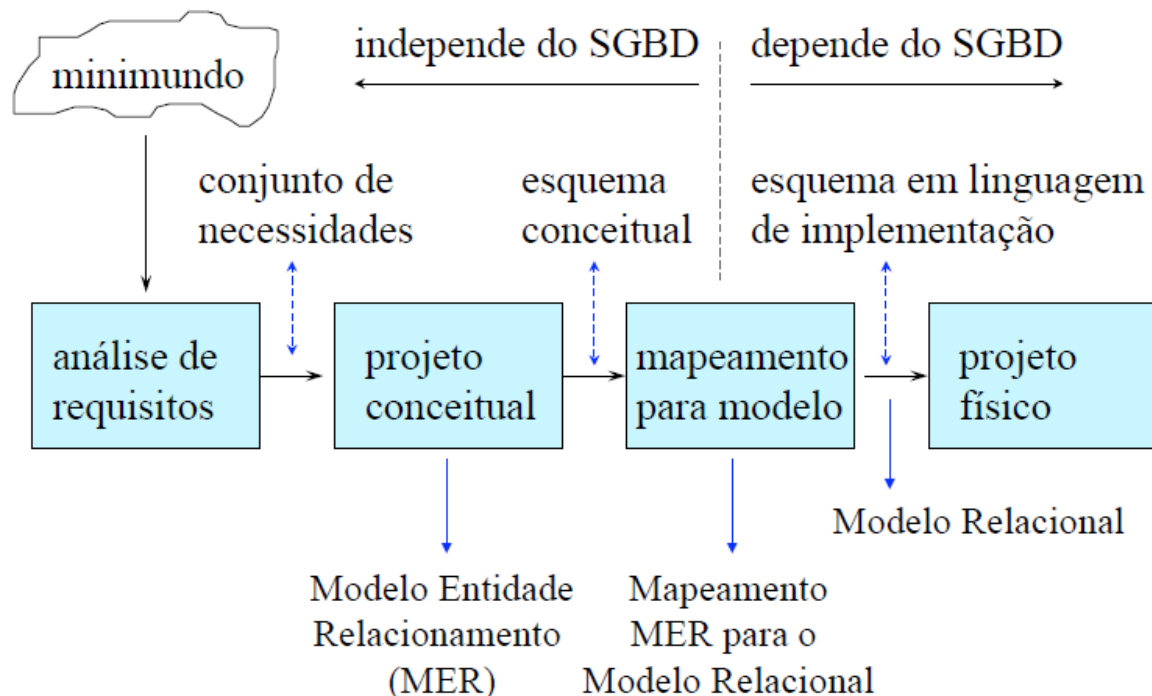 minimundo
independe do SGBD
depende do SGBD
conjunto de
necessidades
esquema
conceitual
esquema em linguagem
de implementação
análise de
requisitos
projeto
conceitual
mapeamento
para modelo
projeto
físico
Modelo Relacional
Modelo Entidade
Relacionamento
(MER)
Mapeamento
MER para o
Modelo Relacional